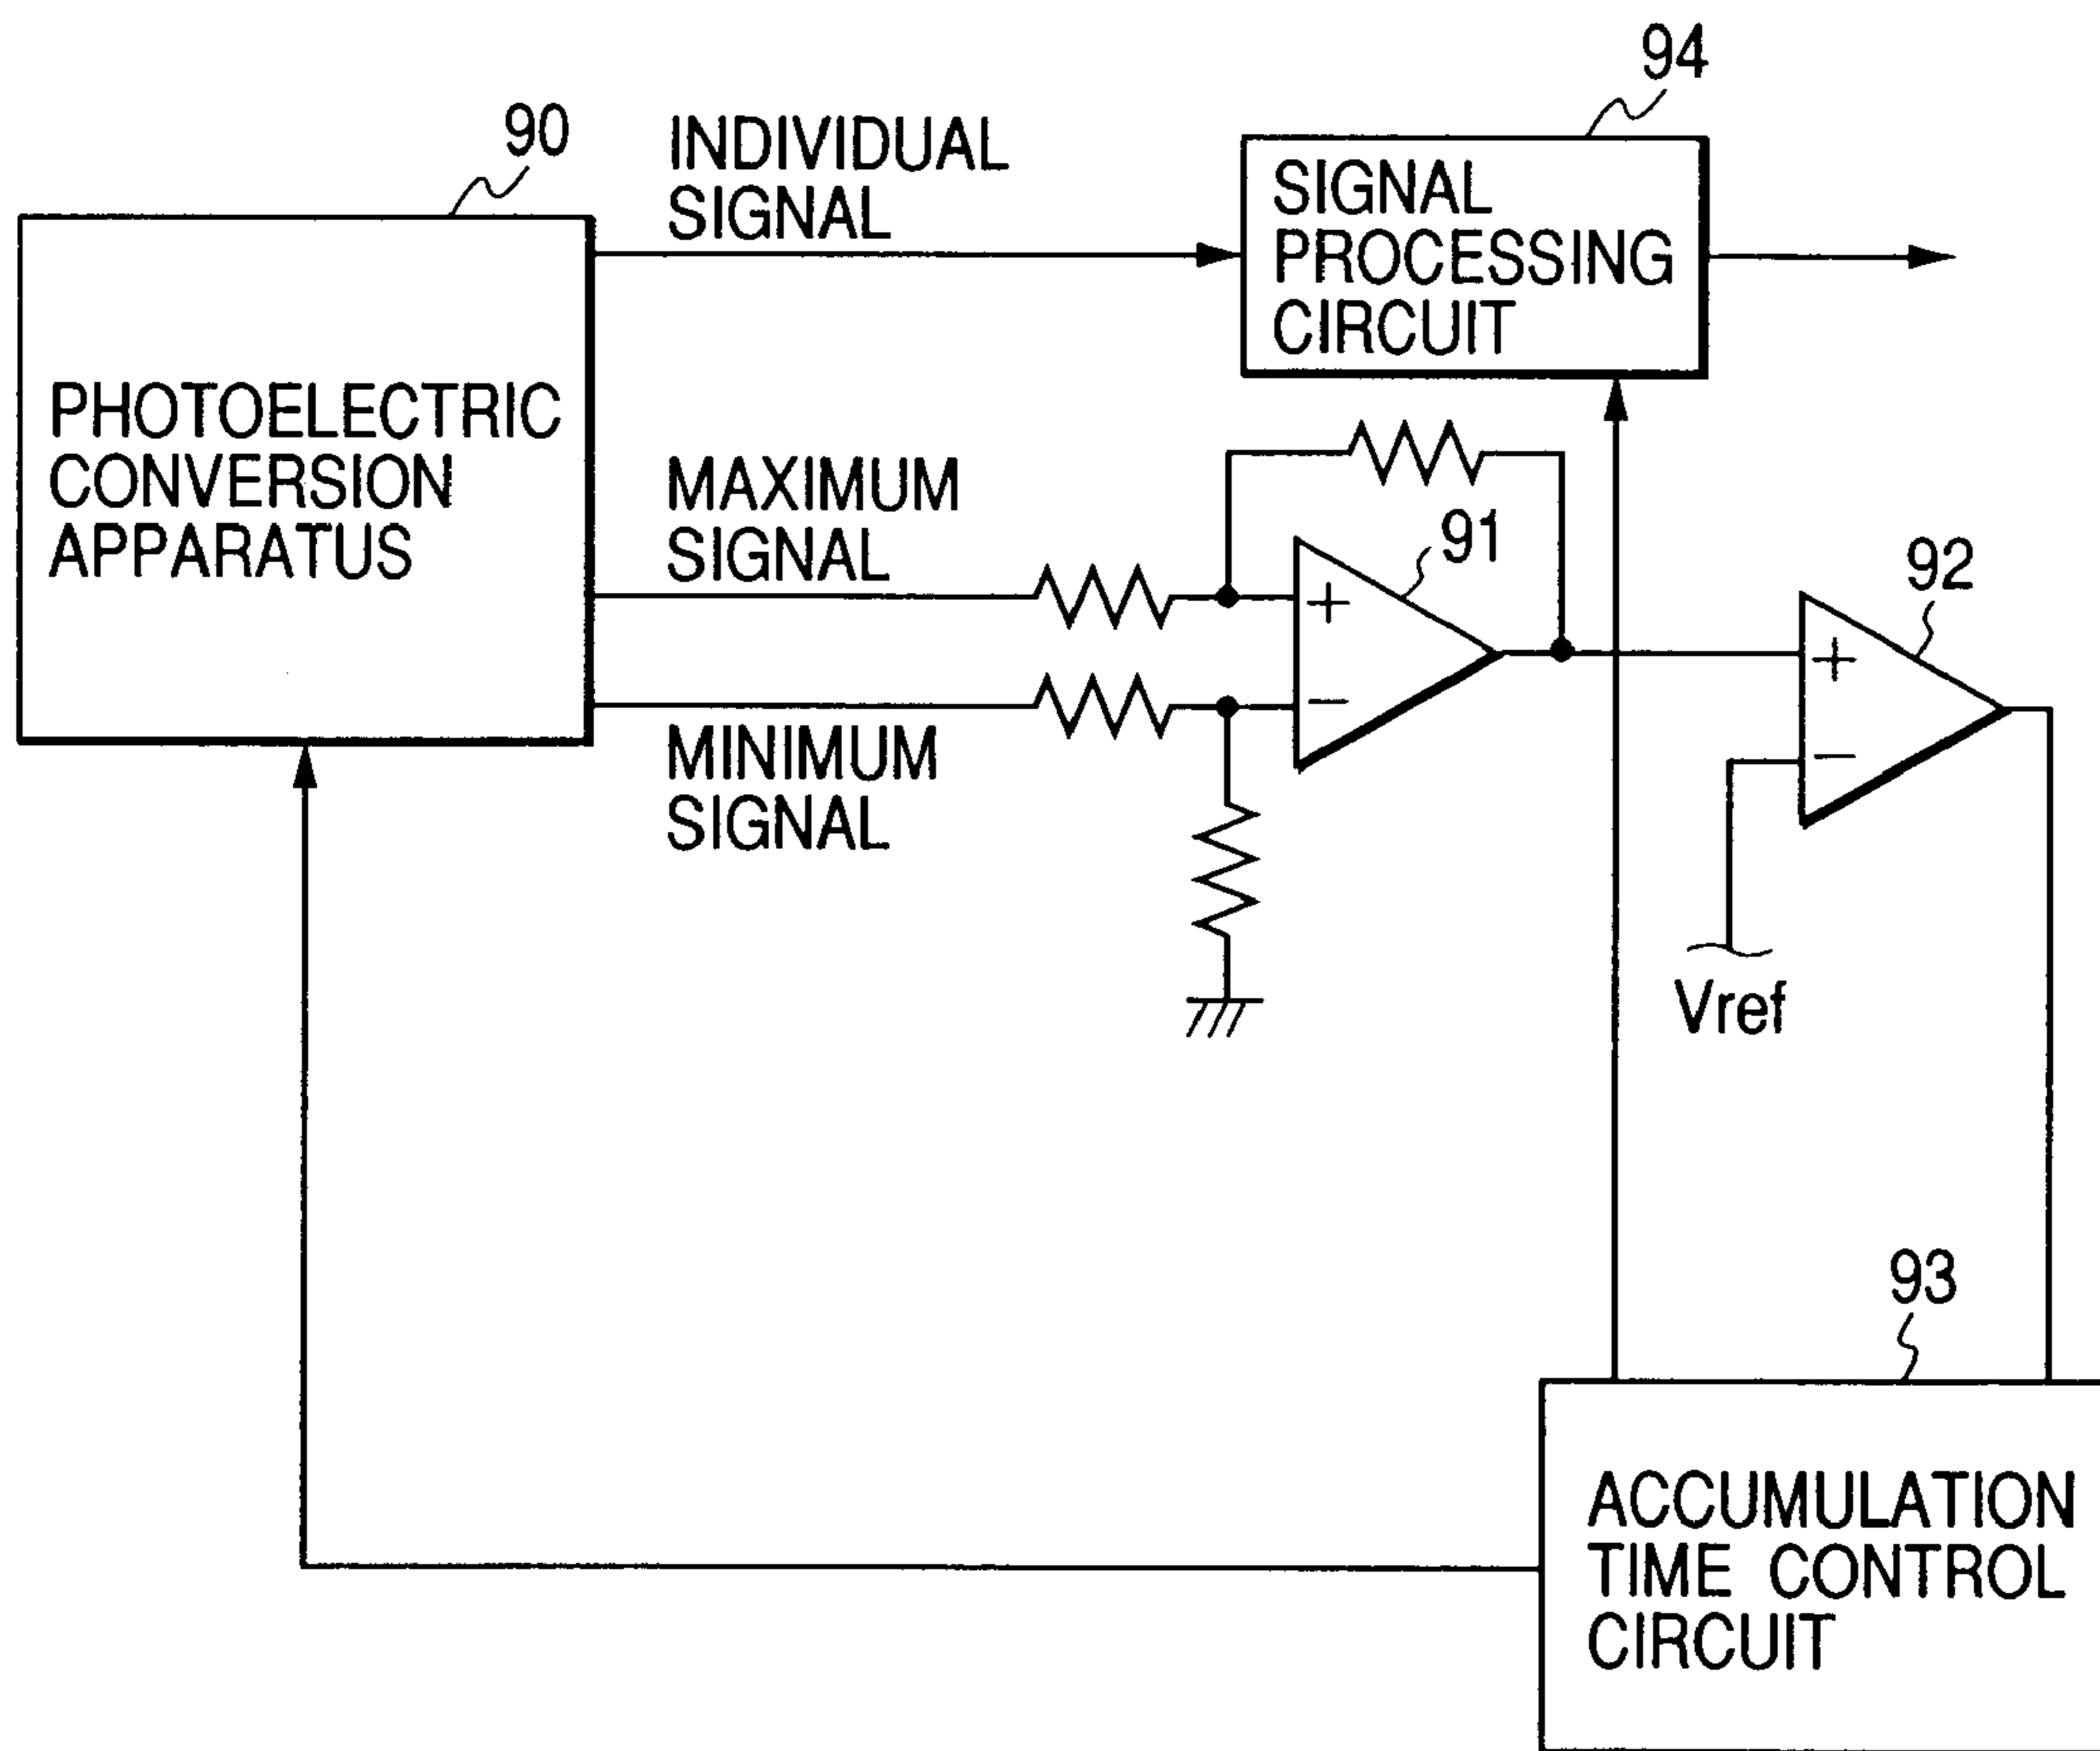 94
90
INDIVIDUAL
SIGNAL
SIGNAL
PROCESSING
CIRCUIT
PHOTOELECTRIC
CONVERSION
APPARATUS
MAXIMUM
SIGNAL
91
92
+
−
+
−
MINIMUM
SIGNAL
Vref
93
ACCUMULATION
TIME CONTROL
CIRCUIT